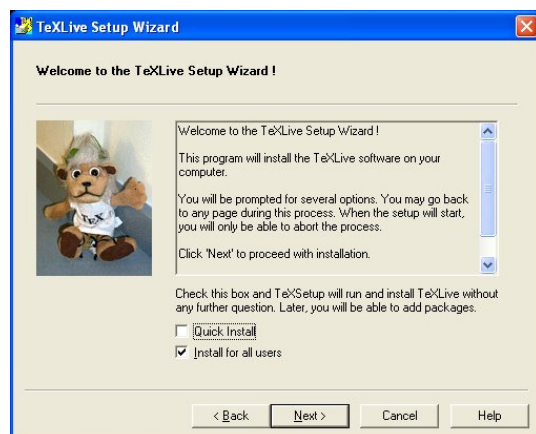 TeXLive Setup Wizard
Welcome to the TeXLive Setup Wizard !
Welcome to the TeXLive Setup Wizard !
This program will install the TeXLive software on your
computer.
You will be prompted for several options. You may go back
to any page during this process. When the setup will start,
you will only be able to abort the process.
Click 'Next' to proceed with installation.
TEX
Check this box and TeXSetup will run and install TeXLive without
any further question. Later, you will be able to add packages.
Quick Install
Install for all users
< Back
Next >
Cancel
Help